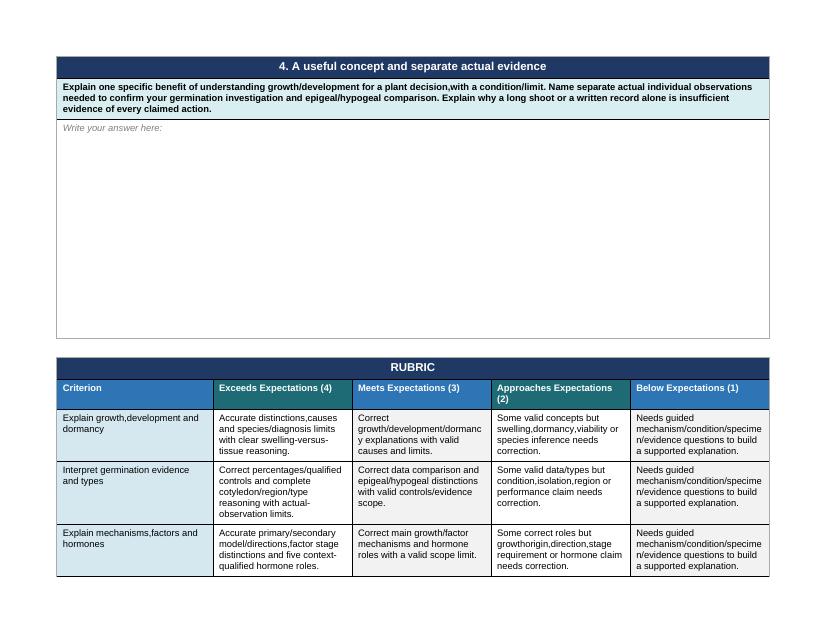 4. A useful concept and separate actual evidence
Explain one specific benefit of understanding growth/development for a plant decision,with a condition/limit. Name separate actual individual observations
needed to confirm your germination investigation and epigeal/hypogeal comparison. Explain why a long shoot or a written record alone is insufficient
evidence of every claimed action.
Write your answer here:
RUBRIC
Criterion
Exceeds Expectations (4)
Meets Expectations (3)
Approaches Expectations
(2)
Below Expectations (1)
Explain growth,development and
dormancy
Accurate distinctions,causes
and species/diagnosis limits
with clear swelling-versus-
tissue reasoning.
Correct
growth/development/dormanc
y explanations with valid
causes and limits.
Some valid concepts but
swelling,dormancy,viability or
species inference needs
correction.
Needs guided
mechanism/condition/specime
n/evidence questions to build
a supported explanation.
Interpret germination evidence
and types
Correct percentages/qualified
controls and complete
cotyledon/region/type
reasoning with actual-
observation limits.
Correct data comparison and
epigeal/hypogeal distinctions
with valid controls/evidence
scope.
Some valid data/types but
condition,isolation,region or
performance claim needs
correction.
Needs guided
mechanism/condition/specime
n/evidence questions to build
a supported explanation.
Explain mechanisms,factors and
hormones
Accurate primary/secondary
model/directions,factor stage
distinctions and five context-
qualified hormone roles.
Correct main growth/factor
mechanisms and hormone
roles with a valid scope limit.
Some correct roles but
growthorigin,direction,stage
requirement or hormone claim
needs correction.
Needs guided
mechanism/condition/specime
n/evidence questions to build
a supported explanation.